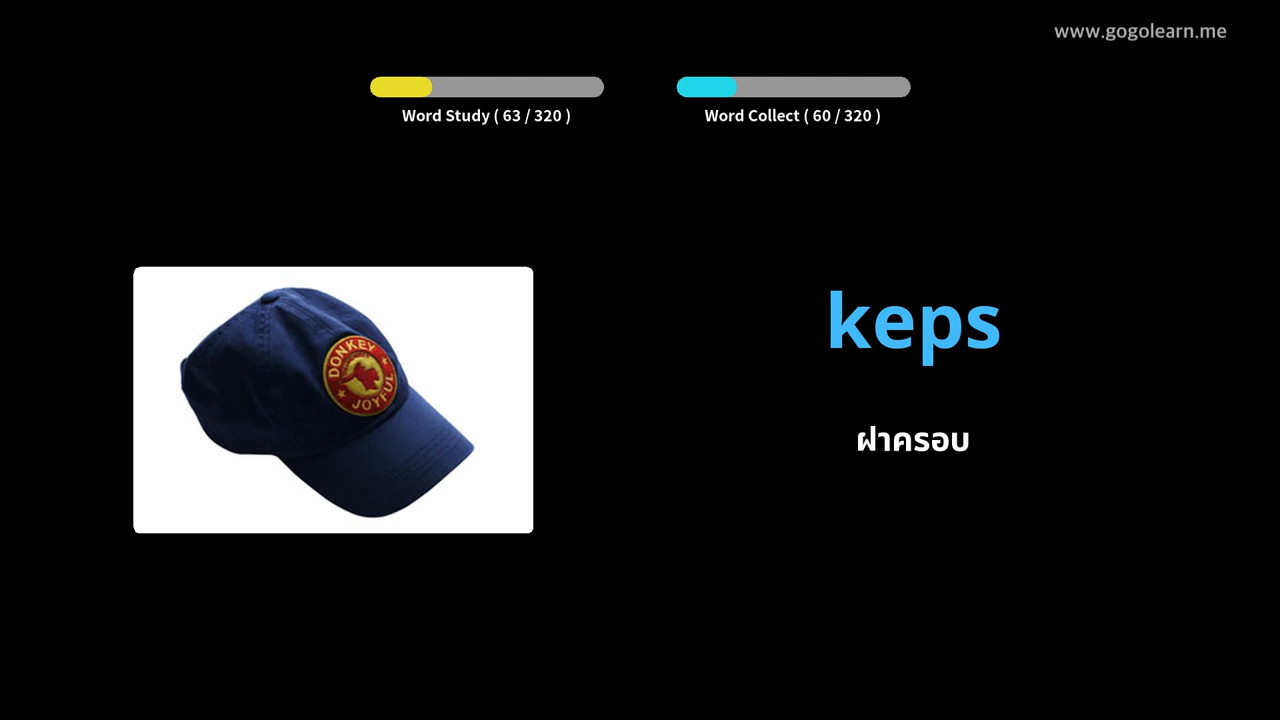 www.gogolearn.me
Word Study ( 63 / 320 )
Word Collect ( 60 / 320 )
DONKEY
JOYFUL
keps
ฝาครอบ